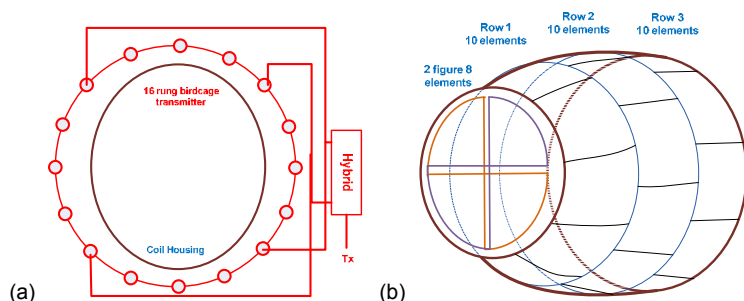 16 rung birdcage
transmitter
Coil Housing
Hybrid
Tx
(a)
Row 1
10 elements
Row 2
10 elements
Row 3
10 elements
2 figure 8
elements
(b)